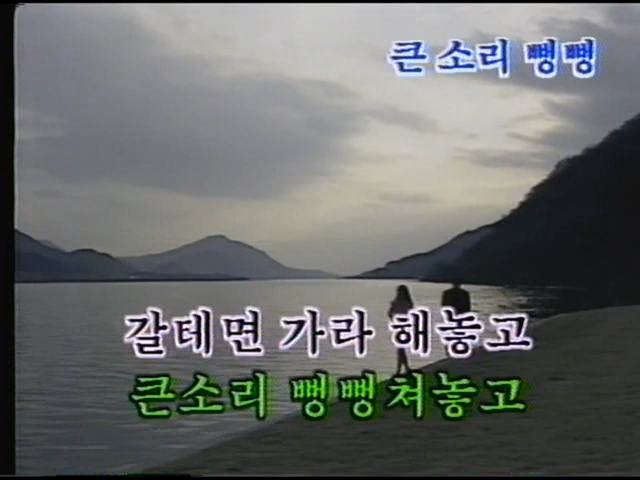 큰 소리 뻥뻥
갈테면 가라 해놓고
큰소리 뻥뻥쳐놓고